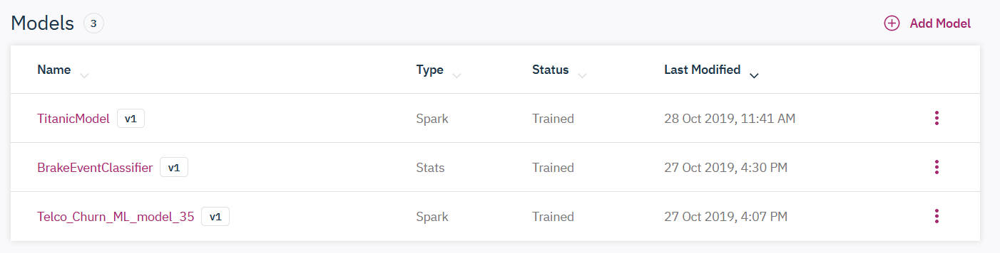 Models 3 Add Model
Name Type Status Last Modified
TitanicModel v1 Spark Trained 28 Oct 2019, 11:41 AM
BrakeEventClassifier v1 Stats Trained 27 Oct 2019, 4:30 PM
Telco_Churn_ML_model_35 v1 Spark Trained 27 Oct 2019, 4:07 PM